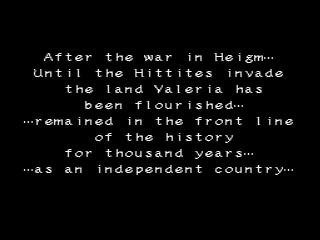 After the war in Heigm…
Until the Hittites invade
the land Valeria has
been flourished…
…remained in the front line
of the history
for thousand years…
…as an independent country…